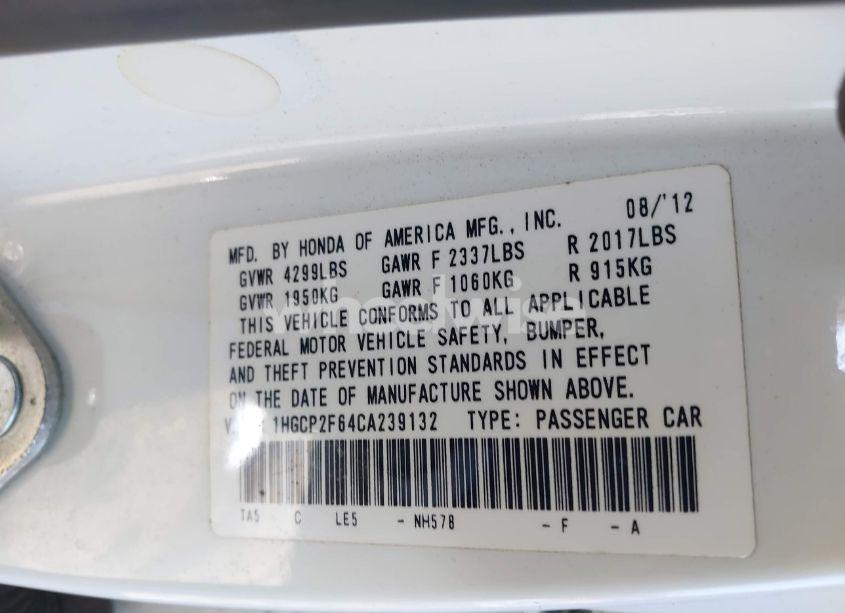 08/'12
MFD. BY HONDA OF AMERICA MFG., INC.
GVWR 4299LBS GAWR F 2337LBS R 2017LBS
GVWR 1950KG GAWR F 1060KG R 915KG
THIS VEHICLE CONFORMS TO ALL APPLICABLE
FEDERAL MOTOR VEHICLE SAFETY, BUMPER,
AND THEFT PREVENTION STANDARDS IN EFFECT
ON THE DATE OF MANUFACTURE SHOWN ABOVE.
1HGCP2F64CA239132 TYPE: PASSENGER CAR
TA5 C LE5 - NH578 - F - A